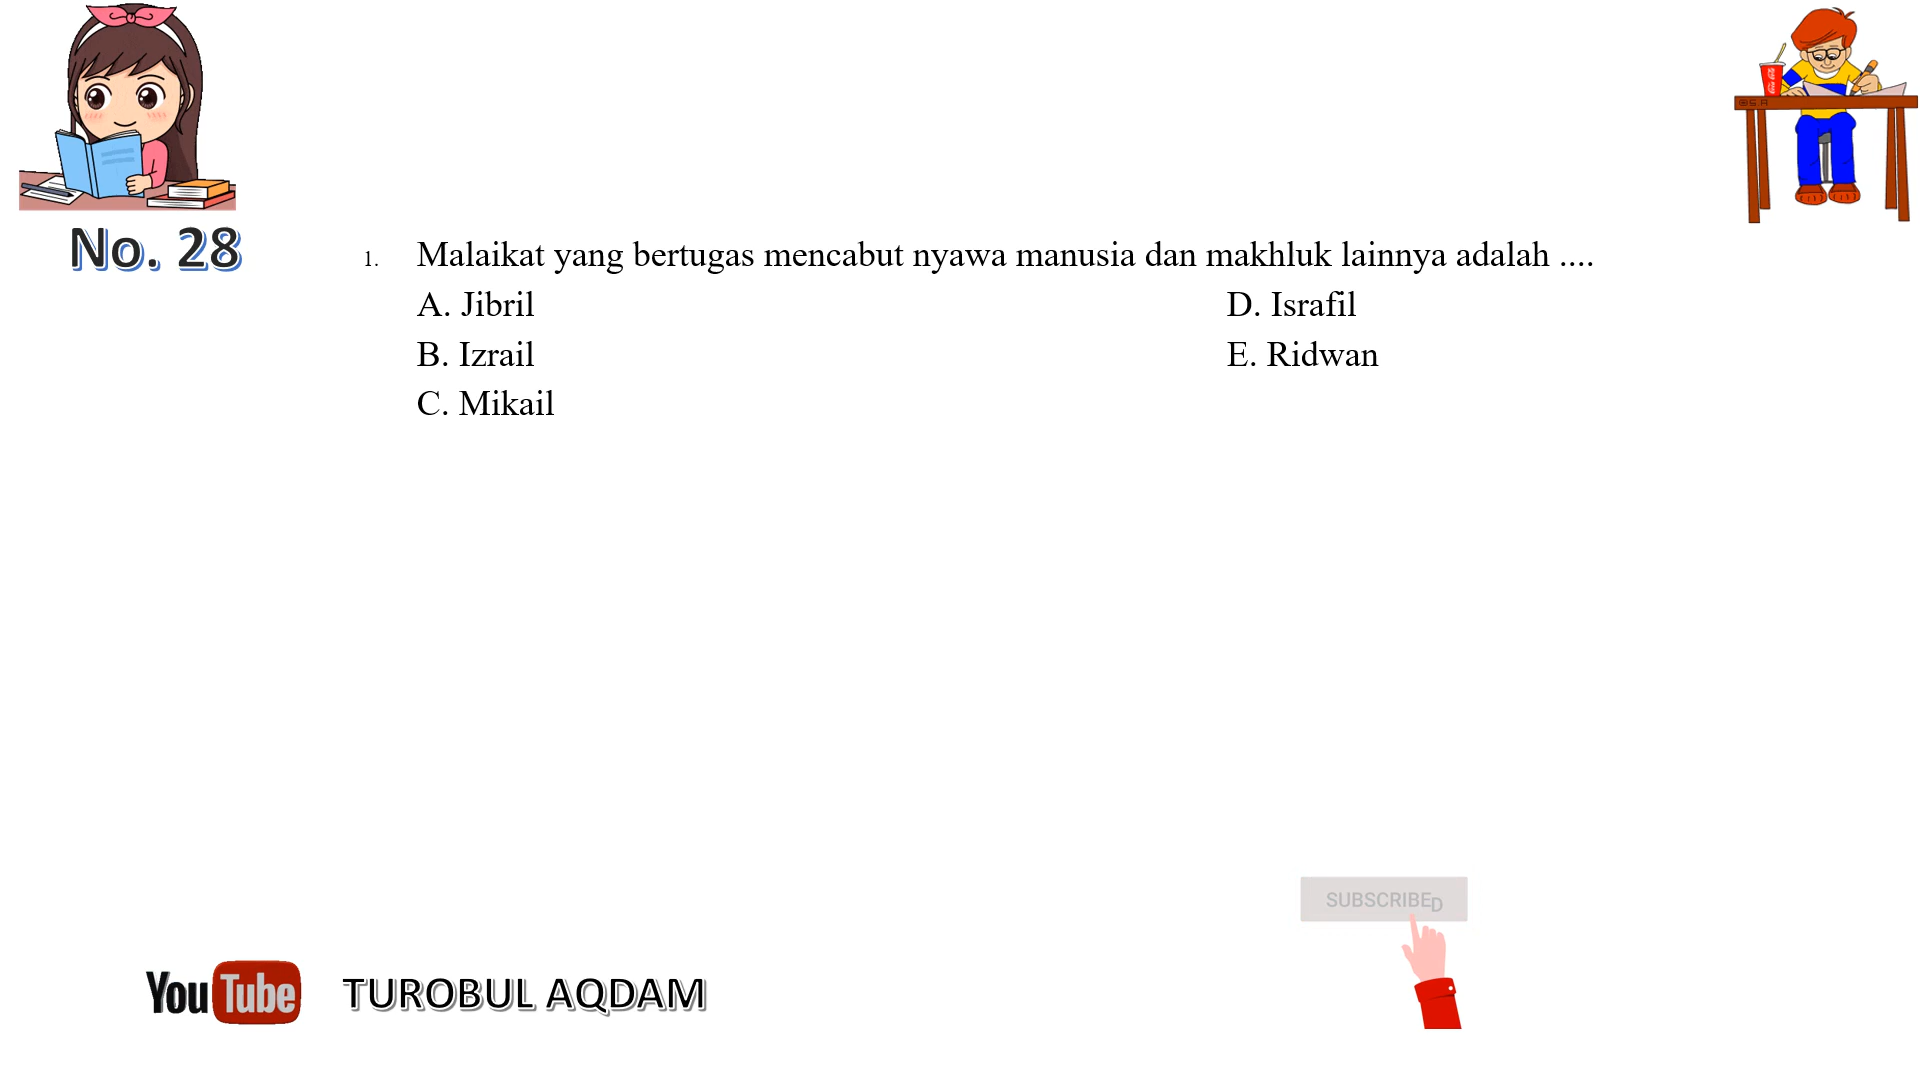 No. 28
1. Malaikat yang bertugas mencabut nyawa manusia dan makhluk lainnya adalah ....
A. Jibril
B. Izrail
C. Mikail
D. Israfil
E. Ridwan
SUBSCRIBED
YouTube
TUROBUL AQDAM